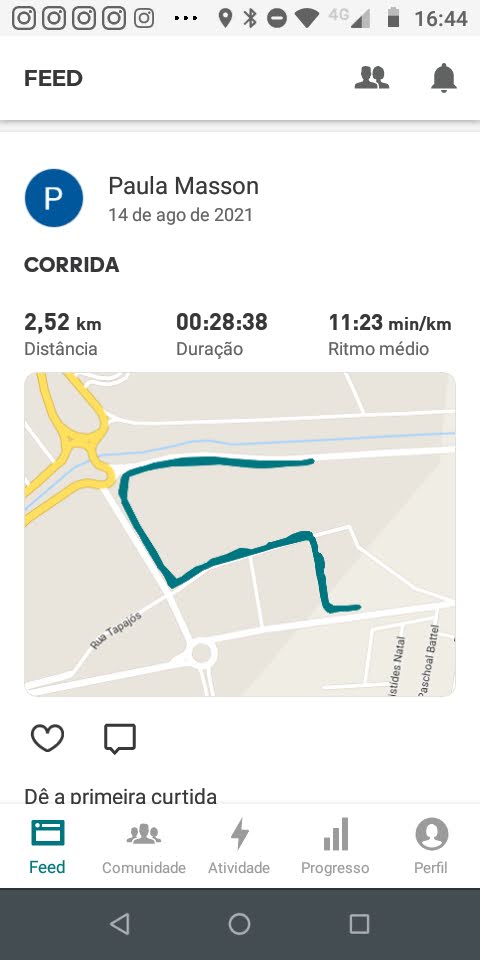 4G 16:44
FEED
P
Paula Masson
14 de ago de 2021
CORRIDA
2,52 km 00:28:38 11:23 min/km
Distância Duração Ritmo médio
Rua Tapajós
istídes Natal
Paschoal Battel
Dê a primeira curtida
Feed Comunidade Atividade Progresso Perfil